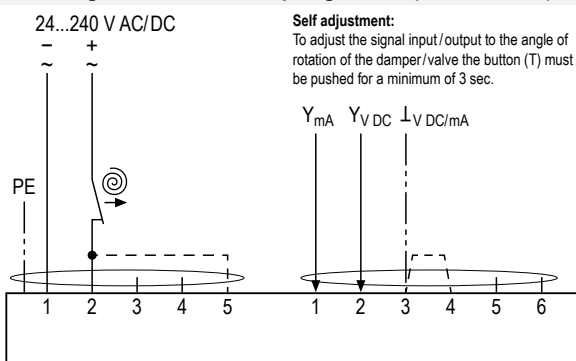 24...240 V AC/DC
– +
~ ~
Self adjustment:
To adjust the signal input/output to the angle of
rotation of the damper/valve the button (T) must
be pushed for a minimum of 3 sec.
YmA YV DC ⊥V DC/mA
PE
1 2 3 4 5
1 2 3 4 5 6